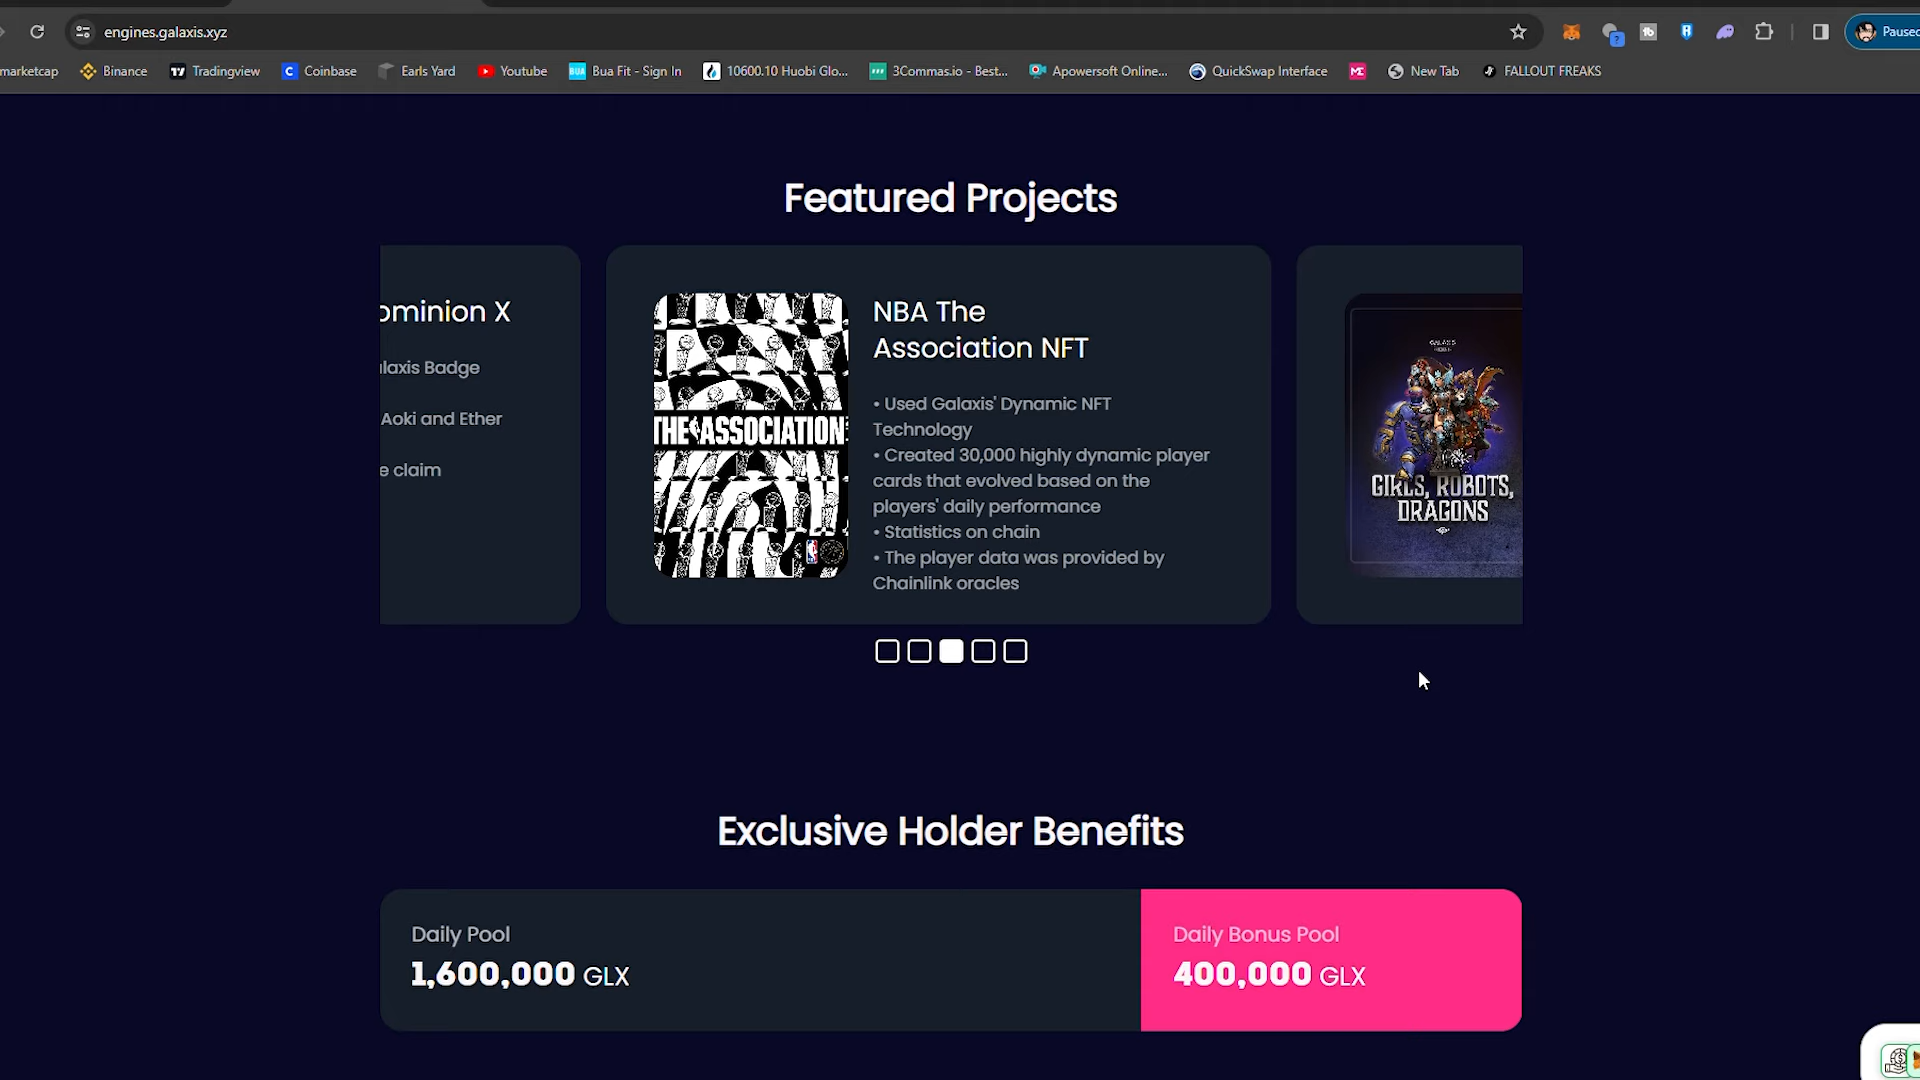 engines.galaxis.xyz
Paused
marketcap
Binance
Tradingview
Coinbase
Earls Yard
Youtube
BUA
Bua Fit - Sign In
10600.10 Huobi Glo...
3Commas.io - Best...
Apowersoft Online...
QuickSwap Interface
ME
New Tab
FALLOUT FREAKS
Featured Projects
ominion X
laxis Badge
Aoki and Ether
e claim
THE ASSOCIATION
NBA The
Association NFT
• Used Galaxis' Dynamic NFT
Technology
• Created 30,000 highly dynamic player
cards that evolved based on the
players' daily performance
• Statistics on chain
• The player data was provided by
Chainlink oracles
GALAXIS
GIRLS, ROBOTS,
DRAGONS
Exclusive Holder Benefits
Daily Pool
1,600,000 GLX
Daily Bonus Pool
400,000 GLX